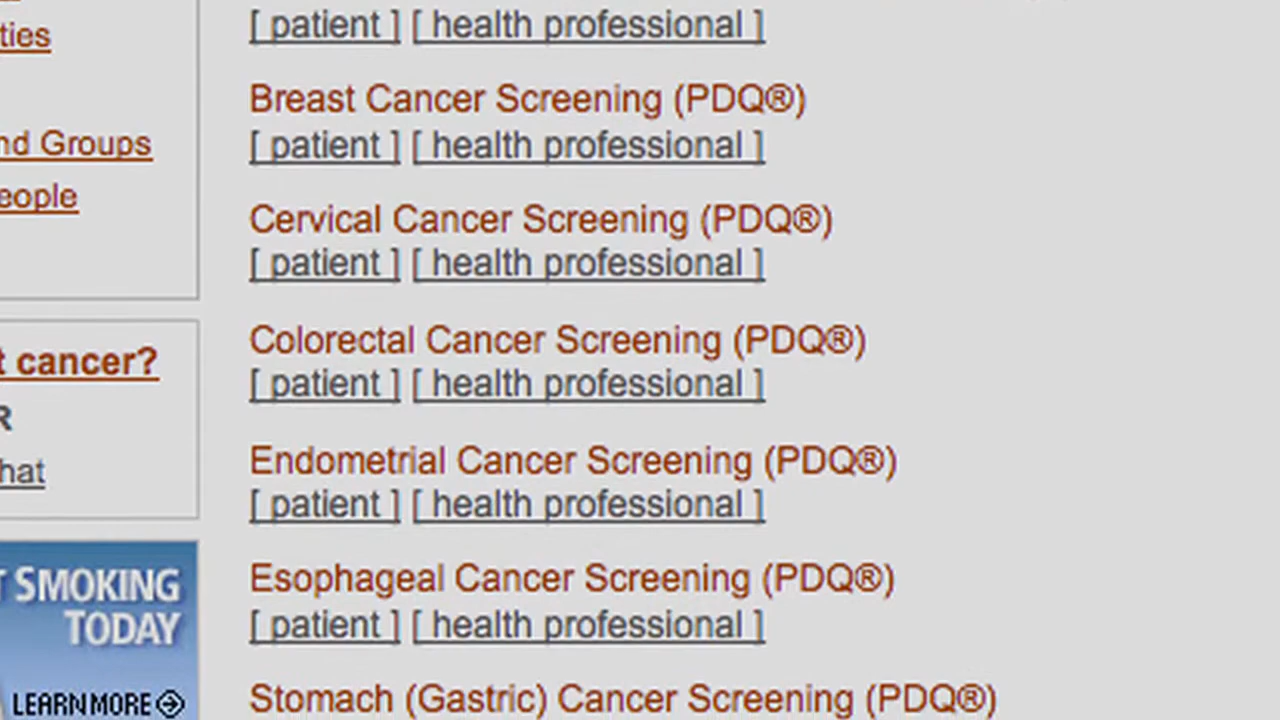 ties
nd Groups
eople
t cancer?
R
hat
T SMOKING
TODAY
LEARN MORE
[ patient ] [ health professional ]
Breast Cancer Screening (PDQ®)
[ patient ] [ health professional ]
Cervical Cancer Screening (PDQ®)
[ patient ] [ health professional ]
Colorectal Cancer Screening (PDQ®)
[ patient ] [ health professional ]
Endometrial Cancer Screening (PDQ®)
[ patient ] [ health professional ]
Esophageal Cancer Screening (PDQ®)
[ patient ] [ health professional ]
Stomach (Gastric) Cancer Screening (PDQ®)